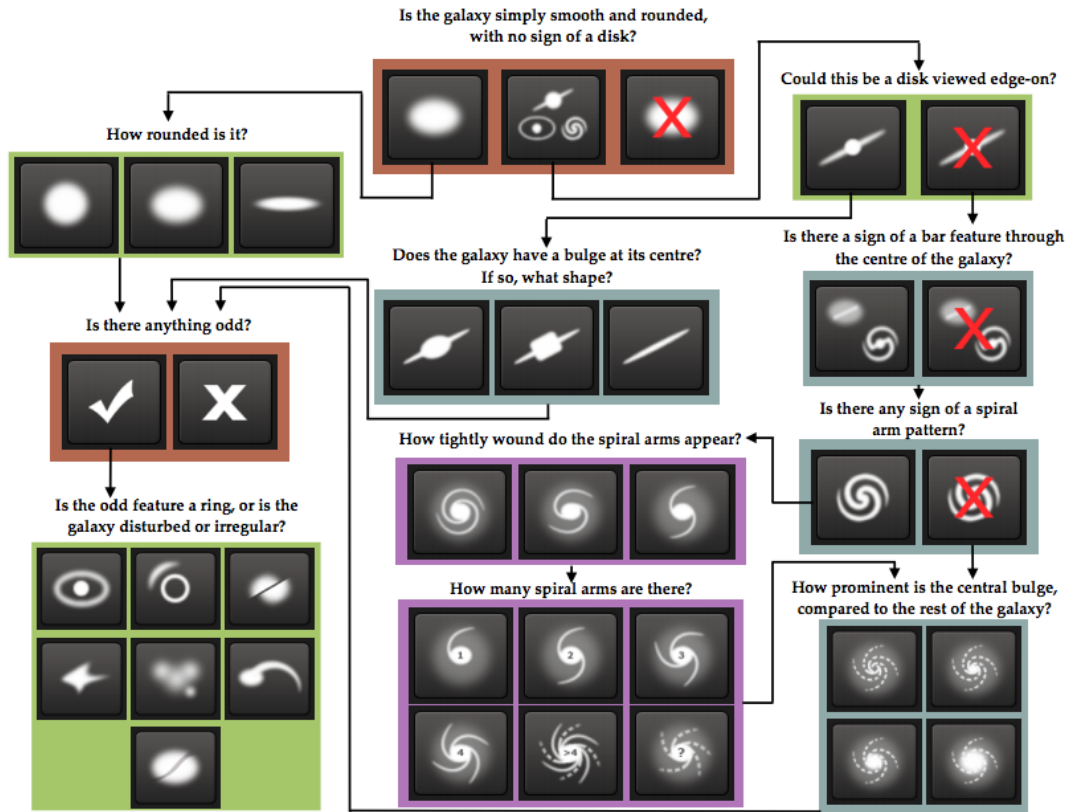 Is the galaxy simply smooth and rounded,
with no sign of a disk?
Could this be a disk viewed edge-on?
How rounded is it?
Does the galaxy have a bulge at its centre?
If so, what shape?
Is there a sign of a bar feature through
the centre of the galaxy?
Is there anything odd?
Is there any sign of a spiral
arm pattern?
How tightly wound do the spiral arms appear?
Is the odd feature a ring, or is the
galaxy disturbed or irregular?
How many spiral arms are there?
1
2
3
4
>4
?
How prominent is the central bulge,
compared to the rest of the galaxy?